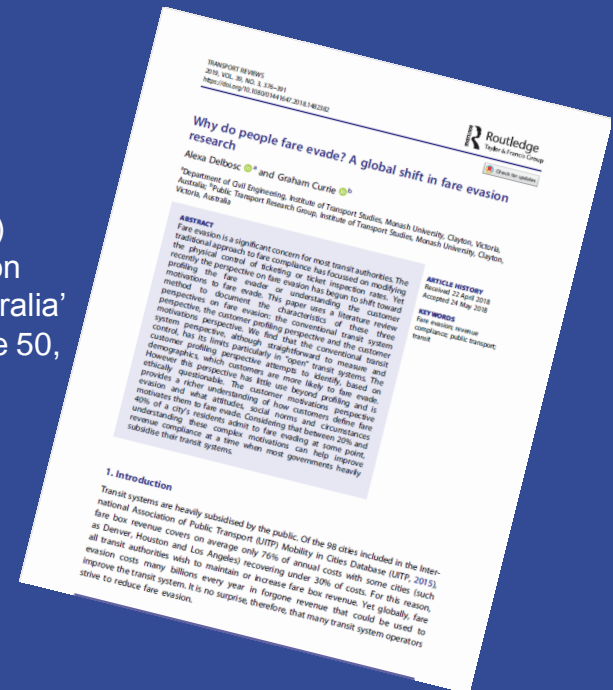 )
on
ralia’
e 50,
TRANSPORT REVIEWS
2019, VOL. 39, NO. 3, 376–391
https://doi.org/10.1080/01441647.2018.1482382
Routledge
Taylor & Francis Group
Check for updates
Why do people fare evade? A global shift in fare evasion
research
Alexa Delbosc a and Graham Currie b
aDepartment of Civil Engineering, Institute of Transport Studies, Monash University, Clayton, Victoria,
Australia; bPublic Transport Research Group, Institute of Transport Studies, Monash University, Clayton,
Victoria, Australia
ABSTRACT
Fare evasion is a significant concern for most transit authorities. The
traditional approach to fare compliance has focussed on modifying
the physical control of ticketing or ticket inspection rates. Yet
recently the perspective on fare evasion has begun to shift toward
profiling the fare evader or understanding the customer
motivations to fare evade. This paper uses a literature review
method to document the characteristics of these three
perspectives on fare evasion: the conventional transit system
perspective, the customer profiling perspective and the customer
motivations perspective. We find that the conventional transit
system perspective, although straightforward to measure and
control, has its limits particularly in “open” transit systems. The
customer profiling perspective attempts to identify, based on
demographics, which customers are more likely to fare evade.
However this perspective has little use beyond profiling and is
ethically questionable. The customer motivations perspective
provides a richer understanding of how customers define fare
evasion and what attitudes, social norms and circumstances
motivates them to fare evade. Considering that between 20% and
40% of a city’s residents admit to fare evading at some point,
understanding these complex motivations can help improve
revenue compliance at a time when most governments heavily
subsidise their transit systems.
ARTICLE HISTORY
Received 22 April 2018
Accepted 24 May 2018
KEYWORDS
Fare evasion; revenue
compliance; public transport;
transit
1. Introduction
Transit systems are heavily subsidised by the public. Of the 98 cities included in the Inter-
national Association of Public Transport (UITP) Mobility in Cities Database (UITP, 2015),
fare box revenue covers on average only 76% of annual costs with some cities (such
as Denver, Houston and Los Angeles) recovering under 30% of costs. For this reason,
all transit authorities wish to maintain or increase fare box revenue. Yet globally, fare
evasion costs many billions every year in forgone revenue that could be used to
improve the transit system. It is no surprise, therefore, that many transit system operators
strive to reduce fare evasion.